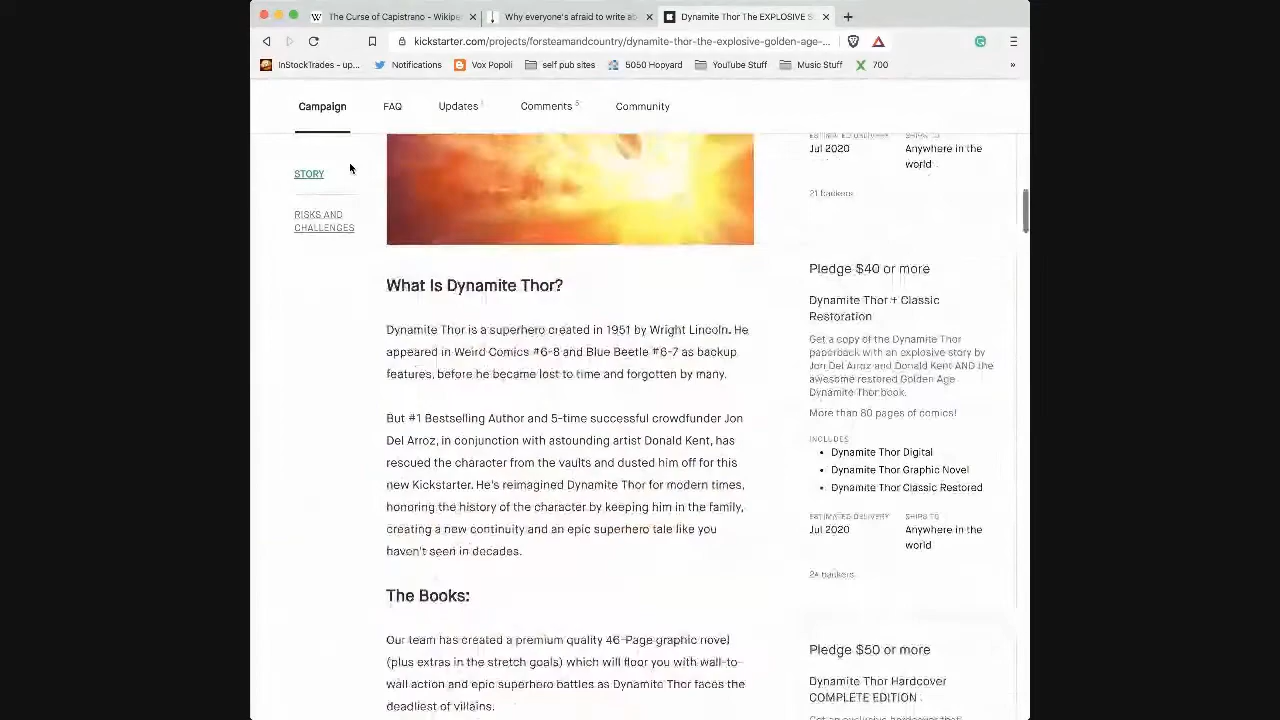 The Curse of Capistrano - Wikipe
Why everyone's afraid to write ab
Dynamite Thor The EXPLOSIVE S
kickstarter.com/projects/forsteamandcountry/dynamite-thor-the-explosive-golden-age-...
InStockTrades - up... Notifications Vox Popoli self pub sites 5050 Hooyard YouTube Stuff Music Stuff 700 »
Campaign FAQ Updates 1 Comments 5 Community
STORY
RISKS AND
CHALLENGES
What Is Dynamite Thor?
Dynamite Thor is a superhero created in 1951 by Wright Lincoln. He
appeared in Weird Comics #6-8 and Blue Beetle #6-7 as backup
features, before he became lost to time and forgotten by many.
But #1 Bestselling Author and 5-time successful crowdfunder Jon
Del Arroz, in conjunction with astounding artist Donald Kent, has
rescued the character from the vaults and dusted him off for this
new Kickstarter. He's reimagined Dynamite Thor for modern times,
honoring the history of the character by keeping him in the family,
creating a new continuity and an epic superhero tale like you
haven't seen in decades.
The Books:
Our team has created a premium quality 46-Page graphic novel
(plus extras in the stretch goals) which will floor you with wall-to-
wall action and epic superhero battles as Dynamite Thor faces the
deadliest of villains.
ESTIMATED DELIVERY SHIPS TO
Jul 2020 Anywhere in the
world
21 backers
Pledge $40 or more
Dynamite Thor + Classic
Restoration
Get a copy of the Dynamite Thor
paperback with an explosive story by
Jon Del Arroz and Donald Kent AND the
awesome restored Golden Age
Dynamite Thor book.
More than 80 pages of comics!
INCLUDES
• Dynamite Thor Digital
• Dynamite Thor Graphic Novel
• Dynamite Thor Classic Restored
ESTIMATED DELIVERY SHIPS TO
Jul 2020 Anywhere in the
world
24 backers
Pledge $50 or more
Dynamite Thor Hardcover
COMPLETE EDITION
Get an exclusive hardcover that